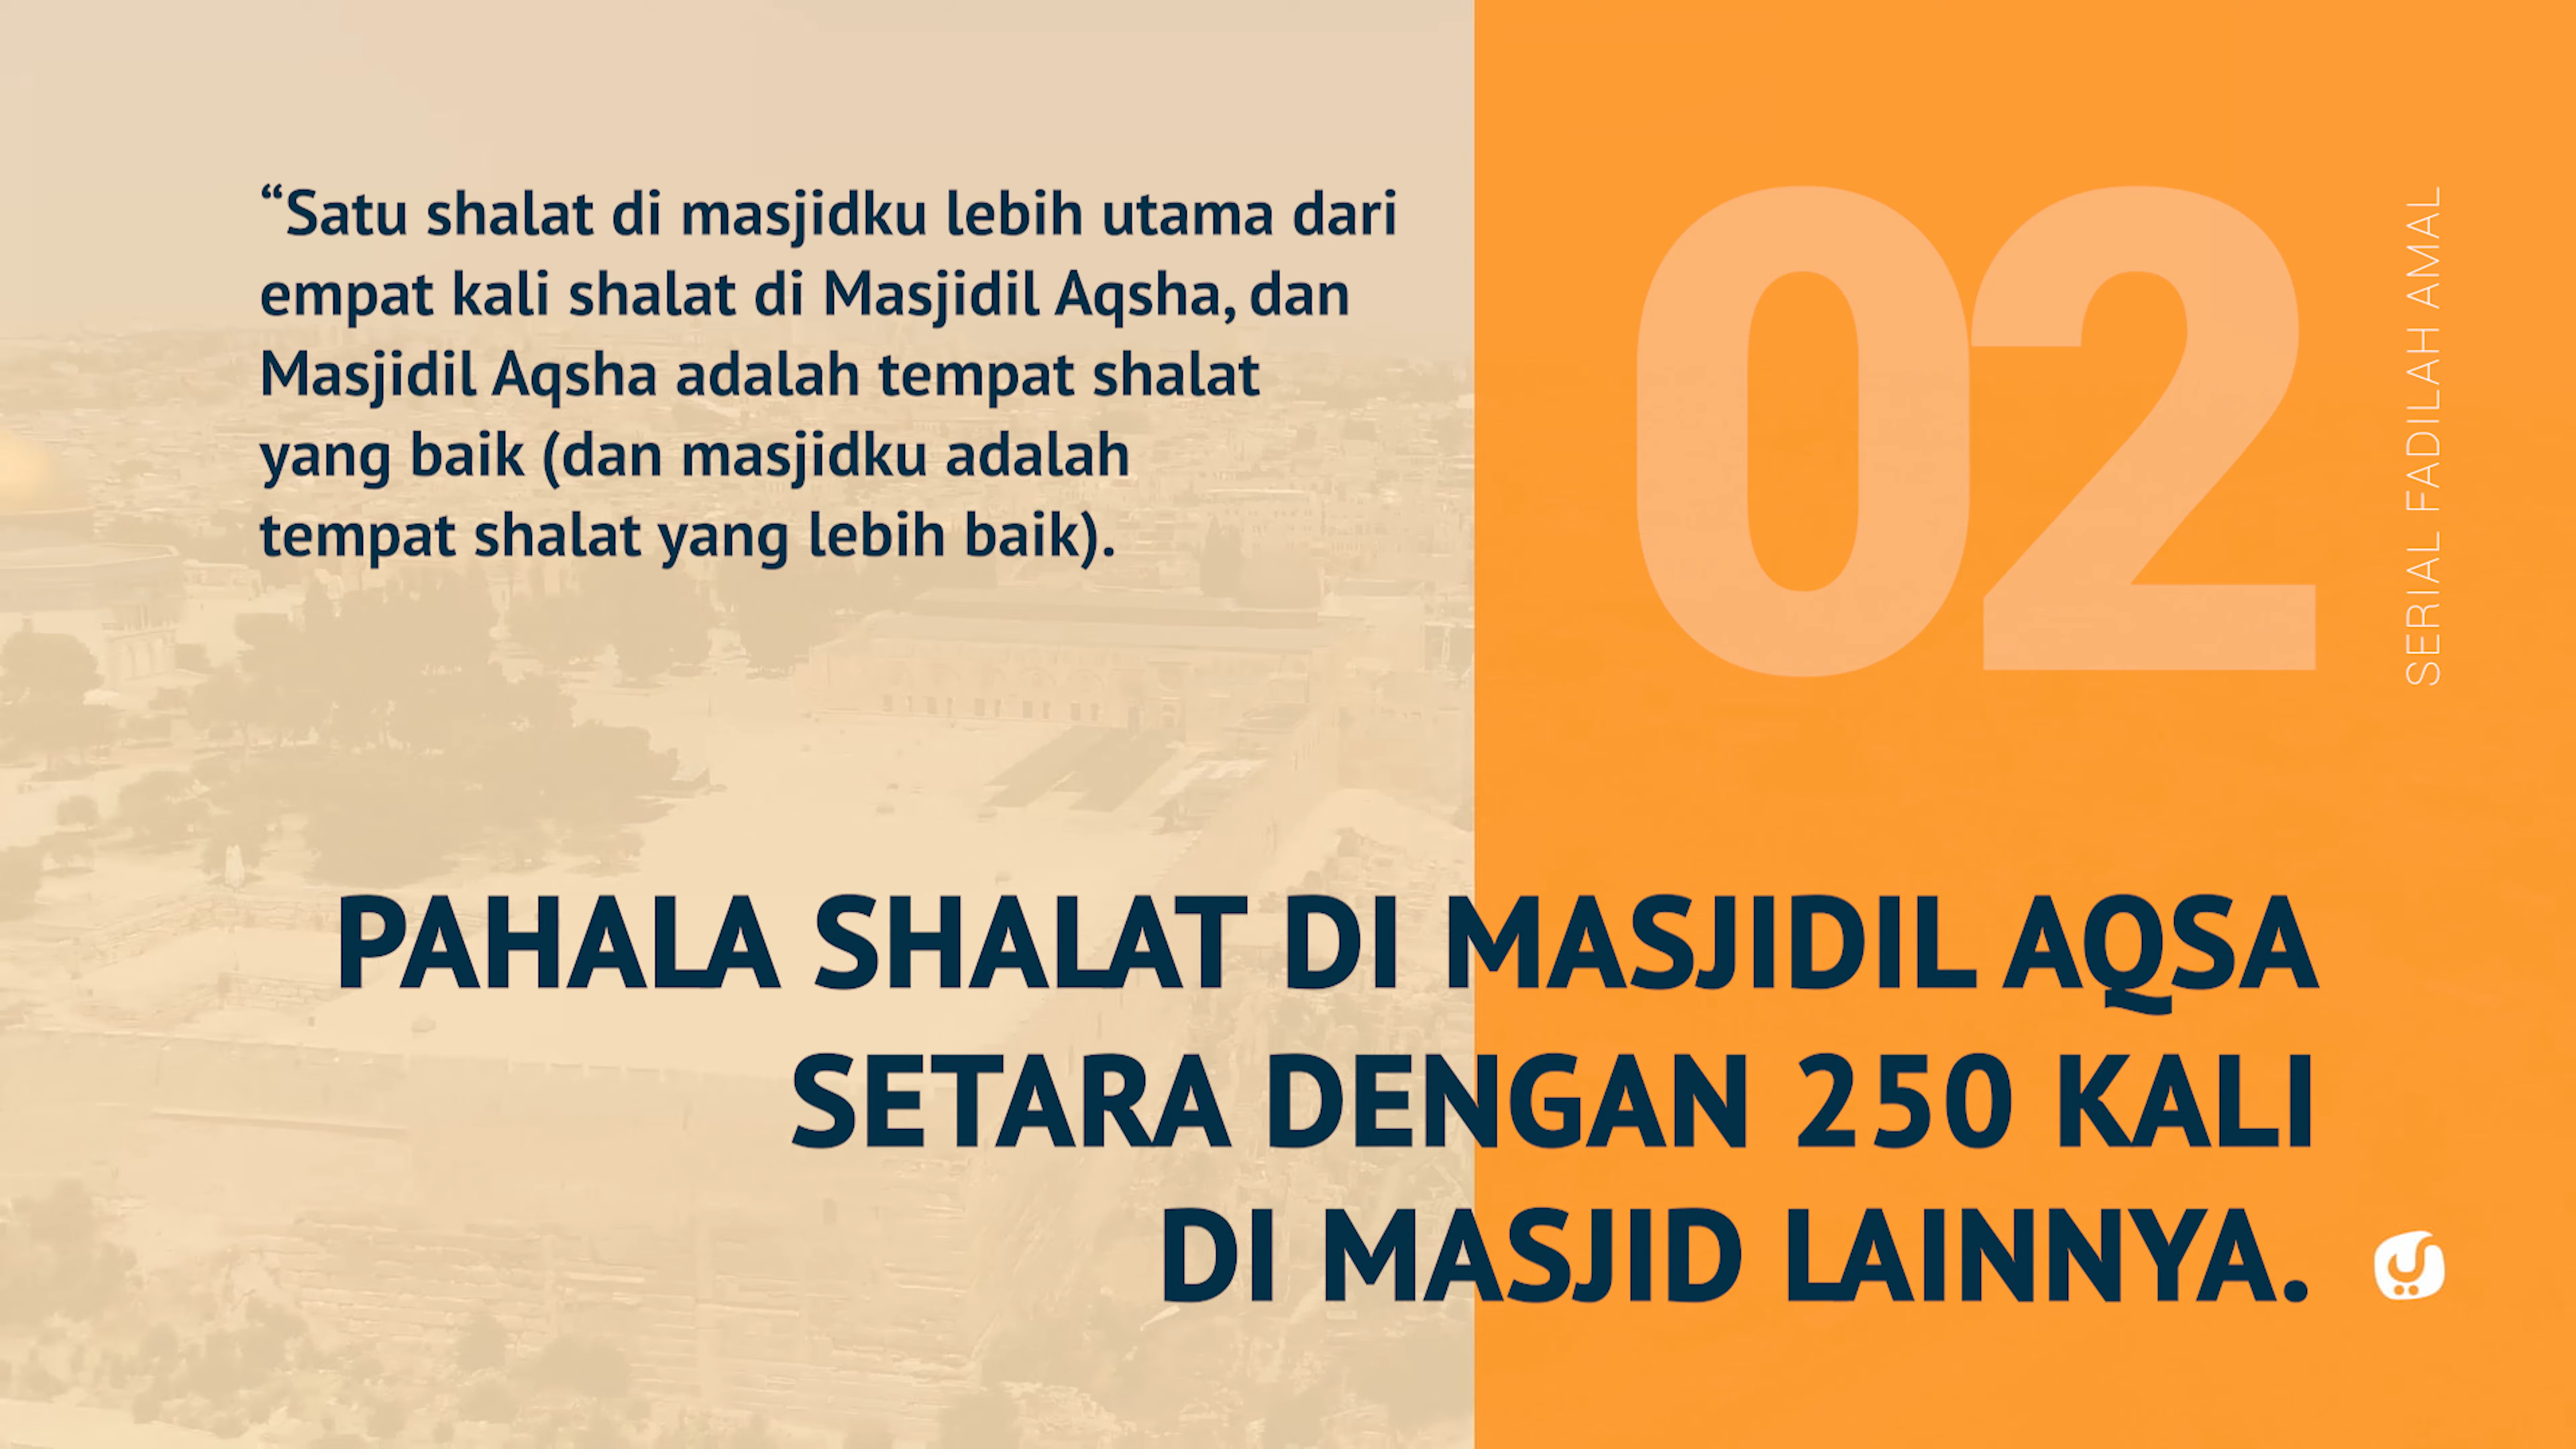 “Satu shalat di masjidku lebih utama dari
empat kali shalat di Masjidil Aqsha, dan
Masjidil Aqsha adalah tempat shalat
yang baik (dan masjidku adalah
tempat shalat yang lebih baik).
02
SERIAL FADILAH AMAL
PAHALA SHALAT DI MASJIDIL AQSA
SETARA DENGAN 250 KALI
DI MASJID LAINNYA.